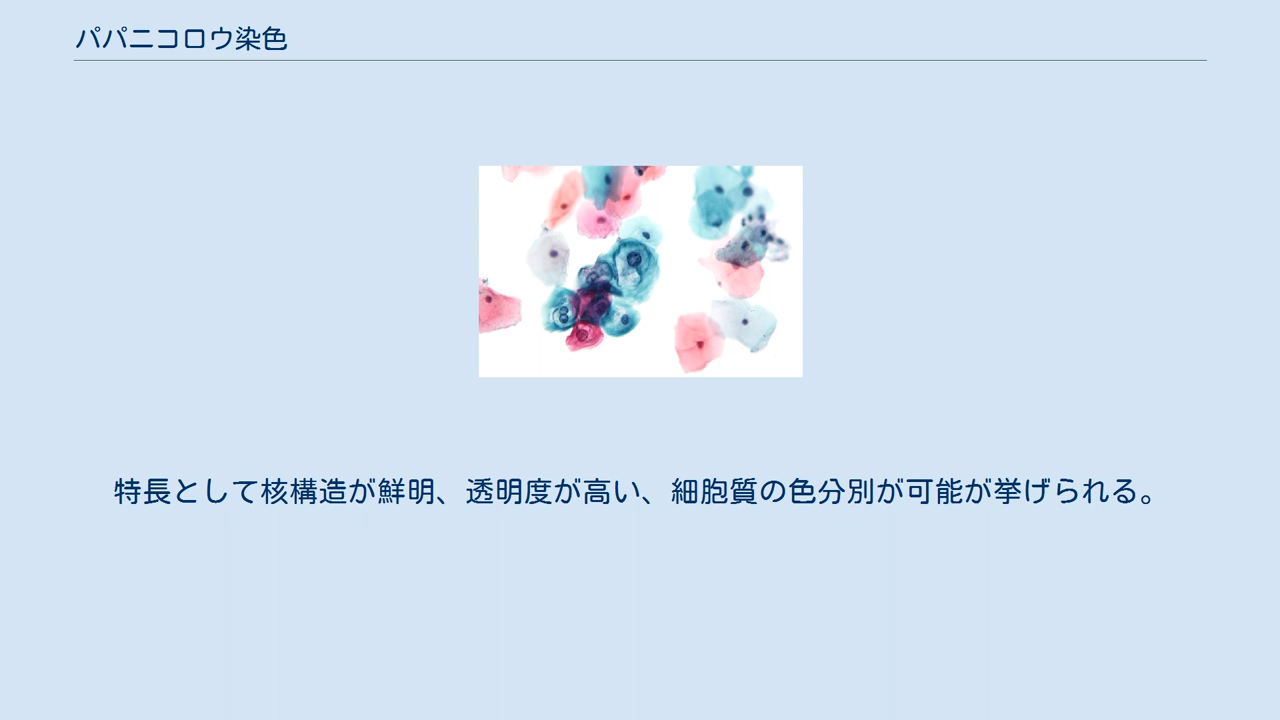 パパニコロウ染色
特長として核構造が鮮明、透明度が高い、細胞質の色分別が可能が挙げられる。